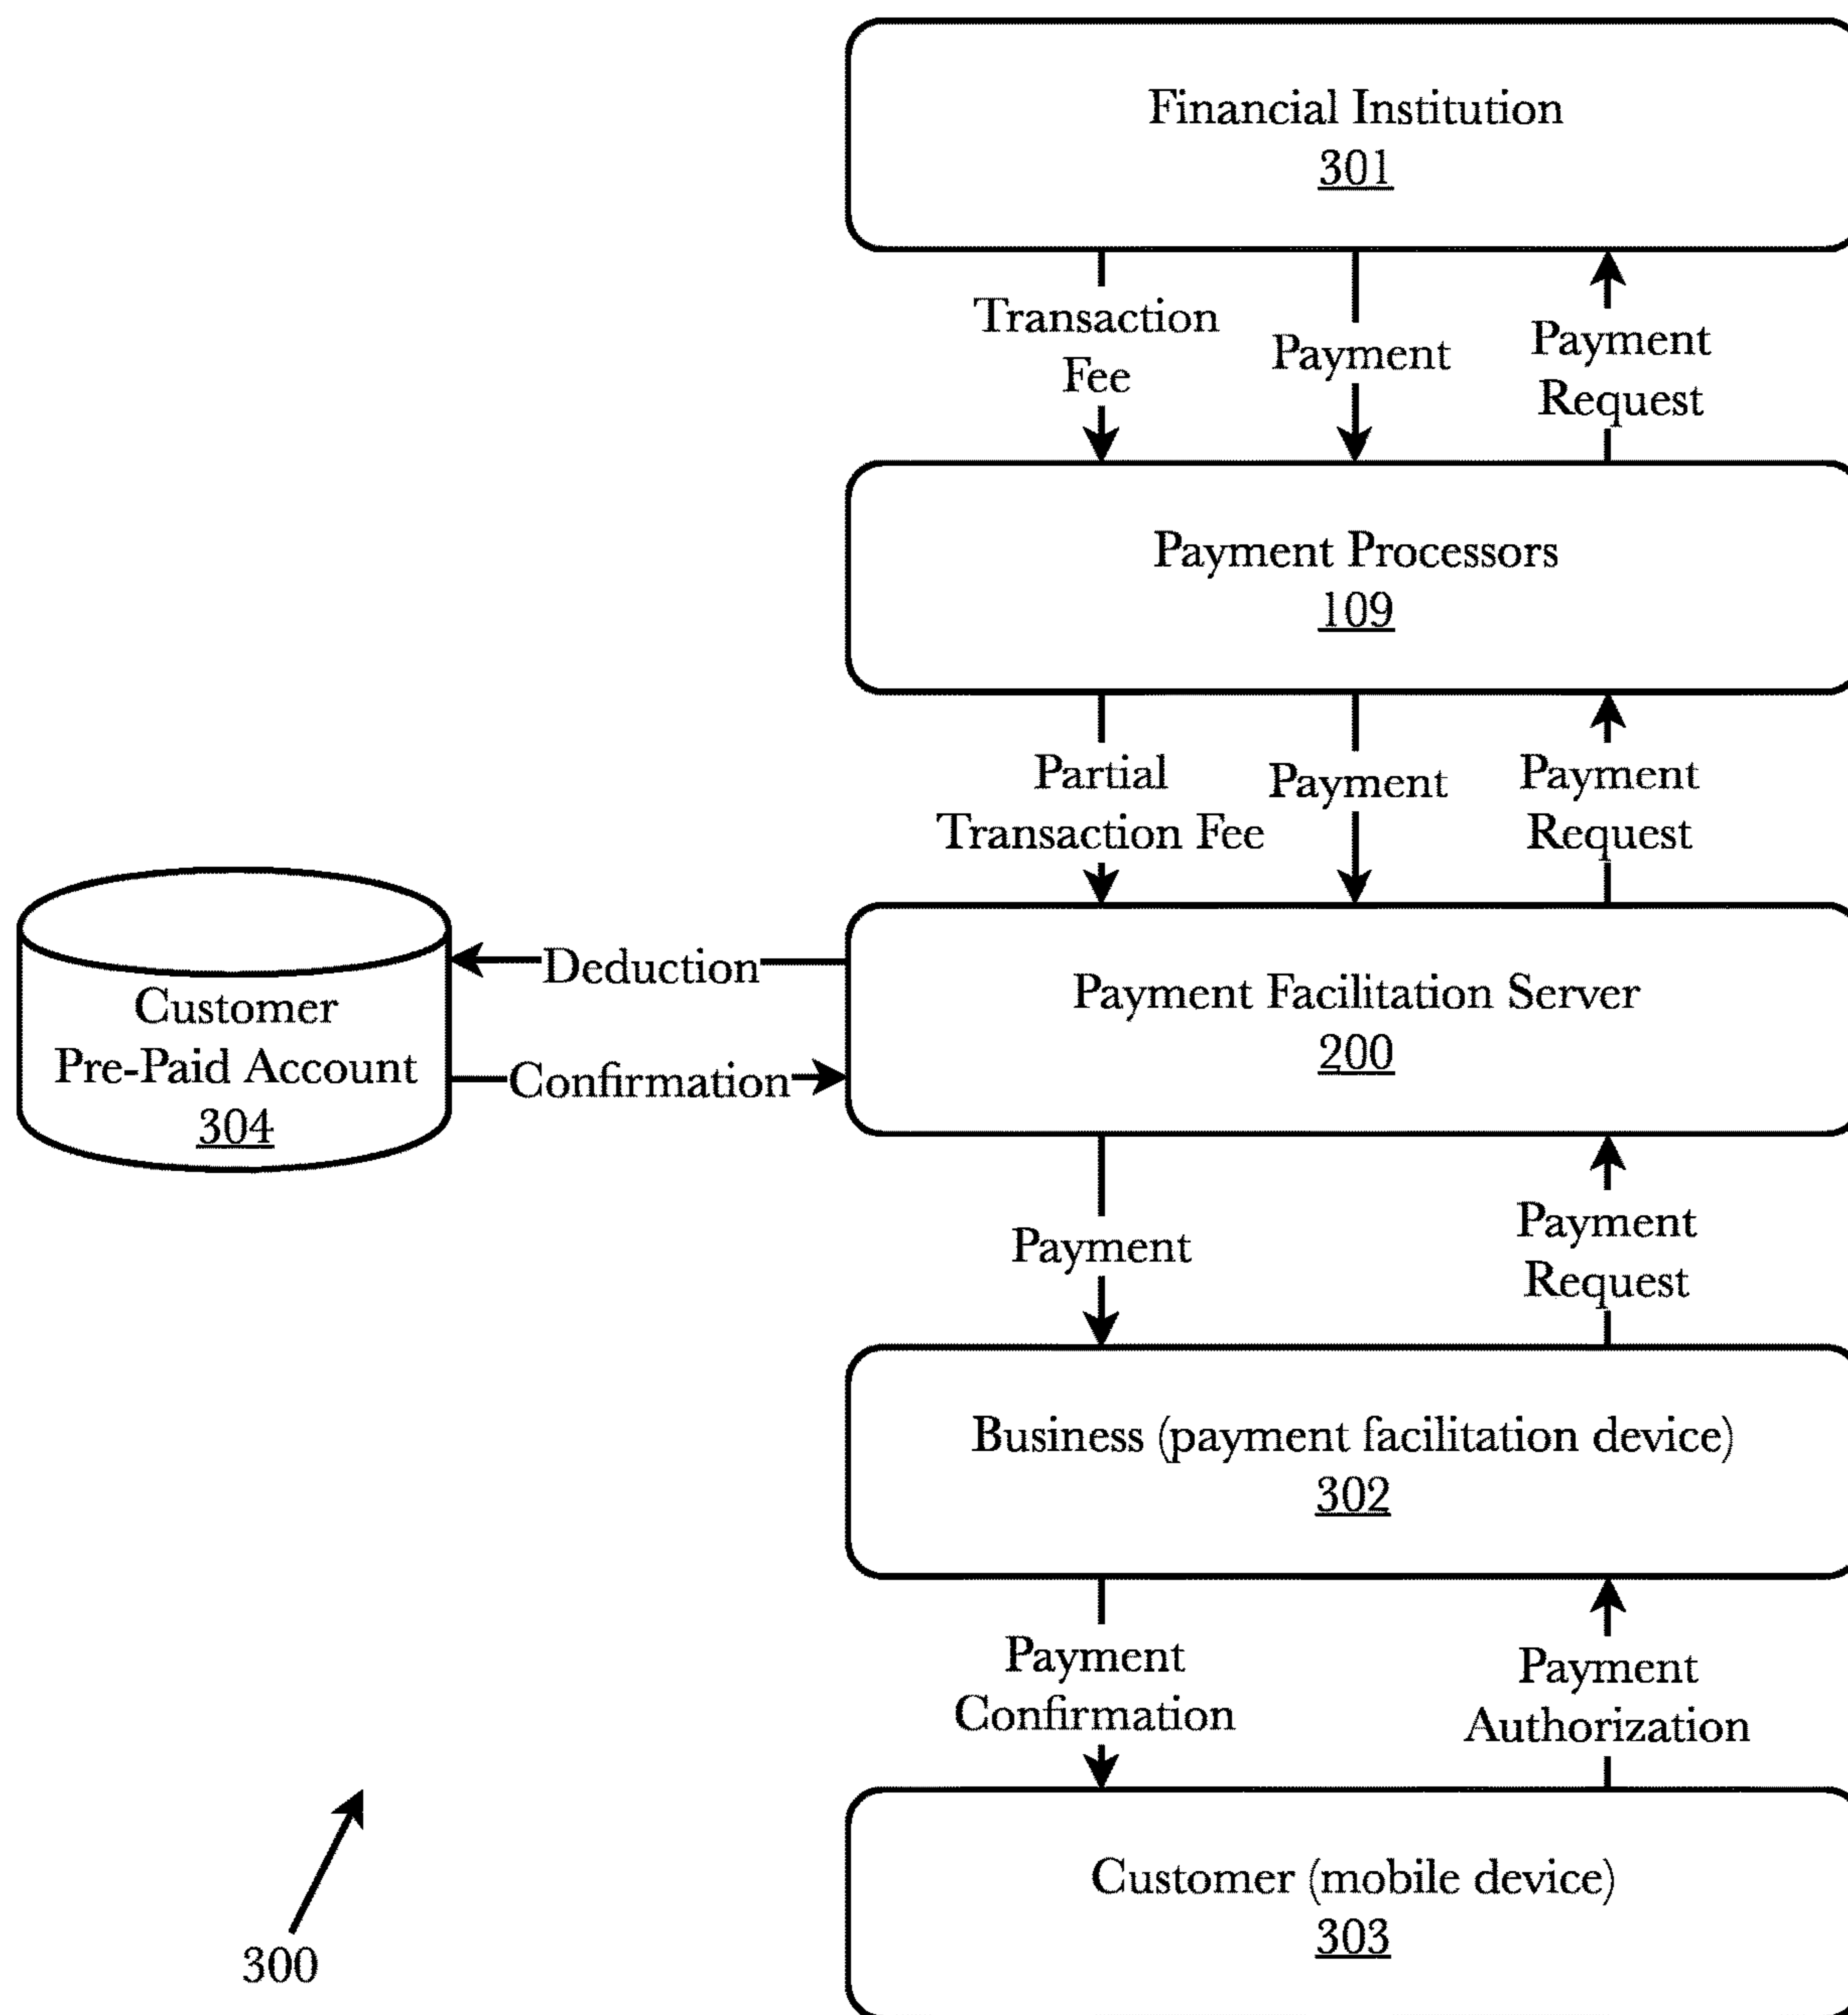 Financial Institution
301
Transaction
Fee
Payment
Payment
Request
Payment Processors
109
Partial
Transaction Fee
Payment
Payment
Request
Customer
Pre-Paid Account
304
Deduction
Confirmation
Payment Facilitation Server
200
Payment
Payment
Request
Business (payment facilitation device)
302
Payment
Confirmation
Payment
Authorization
Customer (mobile device)
303
300